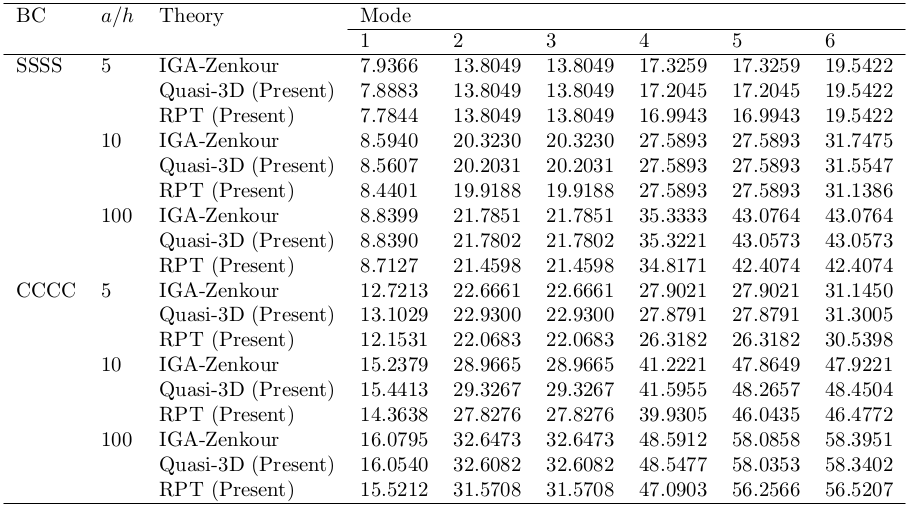 BC a/h Theory Mode
1 2 3 4 5 6
SSSS 5 IGA-Zenkour 7.9366 13.8049 13.8049 17.3259 17.3259 19.5422
Quasi-3D (Present) 7.8883 13.8049 13.8049 17.2045 17.2045 19.5422
RPT (Present) 7.7844 13.8049 13.8049 16.9943 16.9943 19.5422
10 IGA-Zenkour 8.5940 20.3230 20.3230 27.5893 27.5893 31.7475
Quasi-3D (Present) 8.5607 20.2031 20.2031 27.5893 27.5893 31.5547
RPT (Present) 8.4401 19.9188 19.9188 27.5893 27.5893 31.1386
100 IGA-Zenkour 8.8399 21.7851 21.7851 35.3333 43.0764 43.0764
Quasi-3D (Present) 8.8390 21.7802 21.7802 35.3221 43.0573 43.0573
RPT (Present) 8.7127 21.4598 21.4598 34.8171 42.4074 42.4074
CCCC 5 IGA-Zenkour 12.7213 22.6661 22.6661 27.9021 27.9021 31.1450
Quasi-3D (Present) 13.1029 22.9300 22.9300 27.8791 27.8791 31.3005
RPT (Present) 12.1531 22.0683 22.0683 26.3182 26.3182 30.5398
10 IGA-Zenkour 15.2379 28.9665 28.9665 41.2221 47.8649 47.9221
Quasi-3D (Present) 15.4413 29.3267 29.3267 41.5955 48.2657 48.4504
RPT (Present) 14.3638 27.8276 27.8276 39.9305 46.0435 46.4772
100 IGA-Zenkour 16.0795 32.6473 32.6473 48.5912 58.0858 58.3951
Quasi-3D (Present) 16.0540 32.6082 32.6082 48.5477 58.0353 58.3402
RPT (Present) 15.5212 31.5708 31.5708 47.0903 56.2566 56.5207